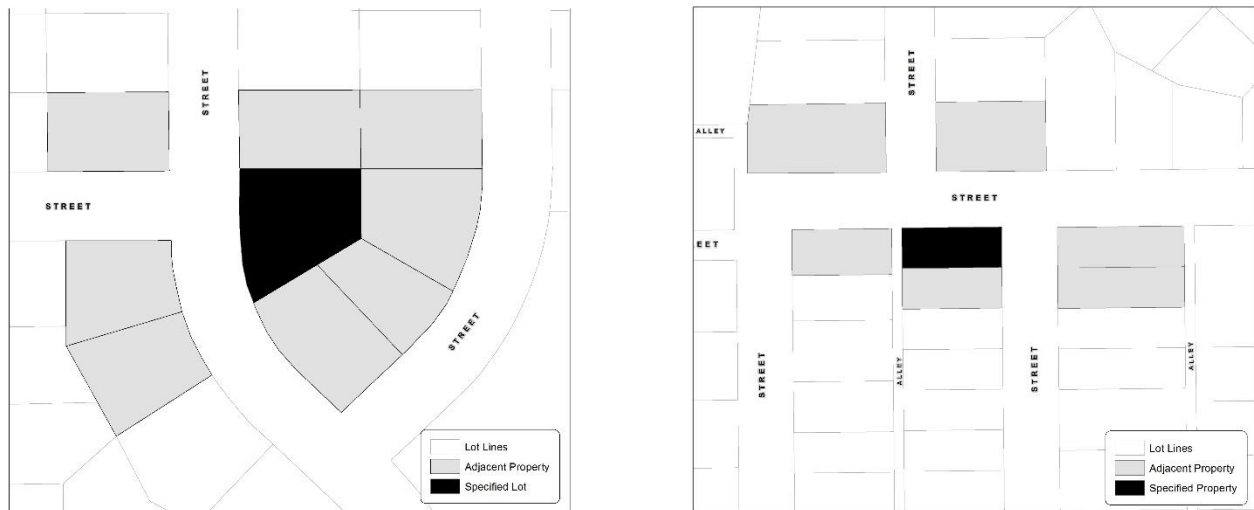 STREET
STREET
STREET
Lot Lines
Adjacent Property
Specified Lot
STREET
ALLEY
STREET
EET
STREET
ALLEY
STREET
ALLEY
Lot Lines
Adjacent Property
Specified Property